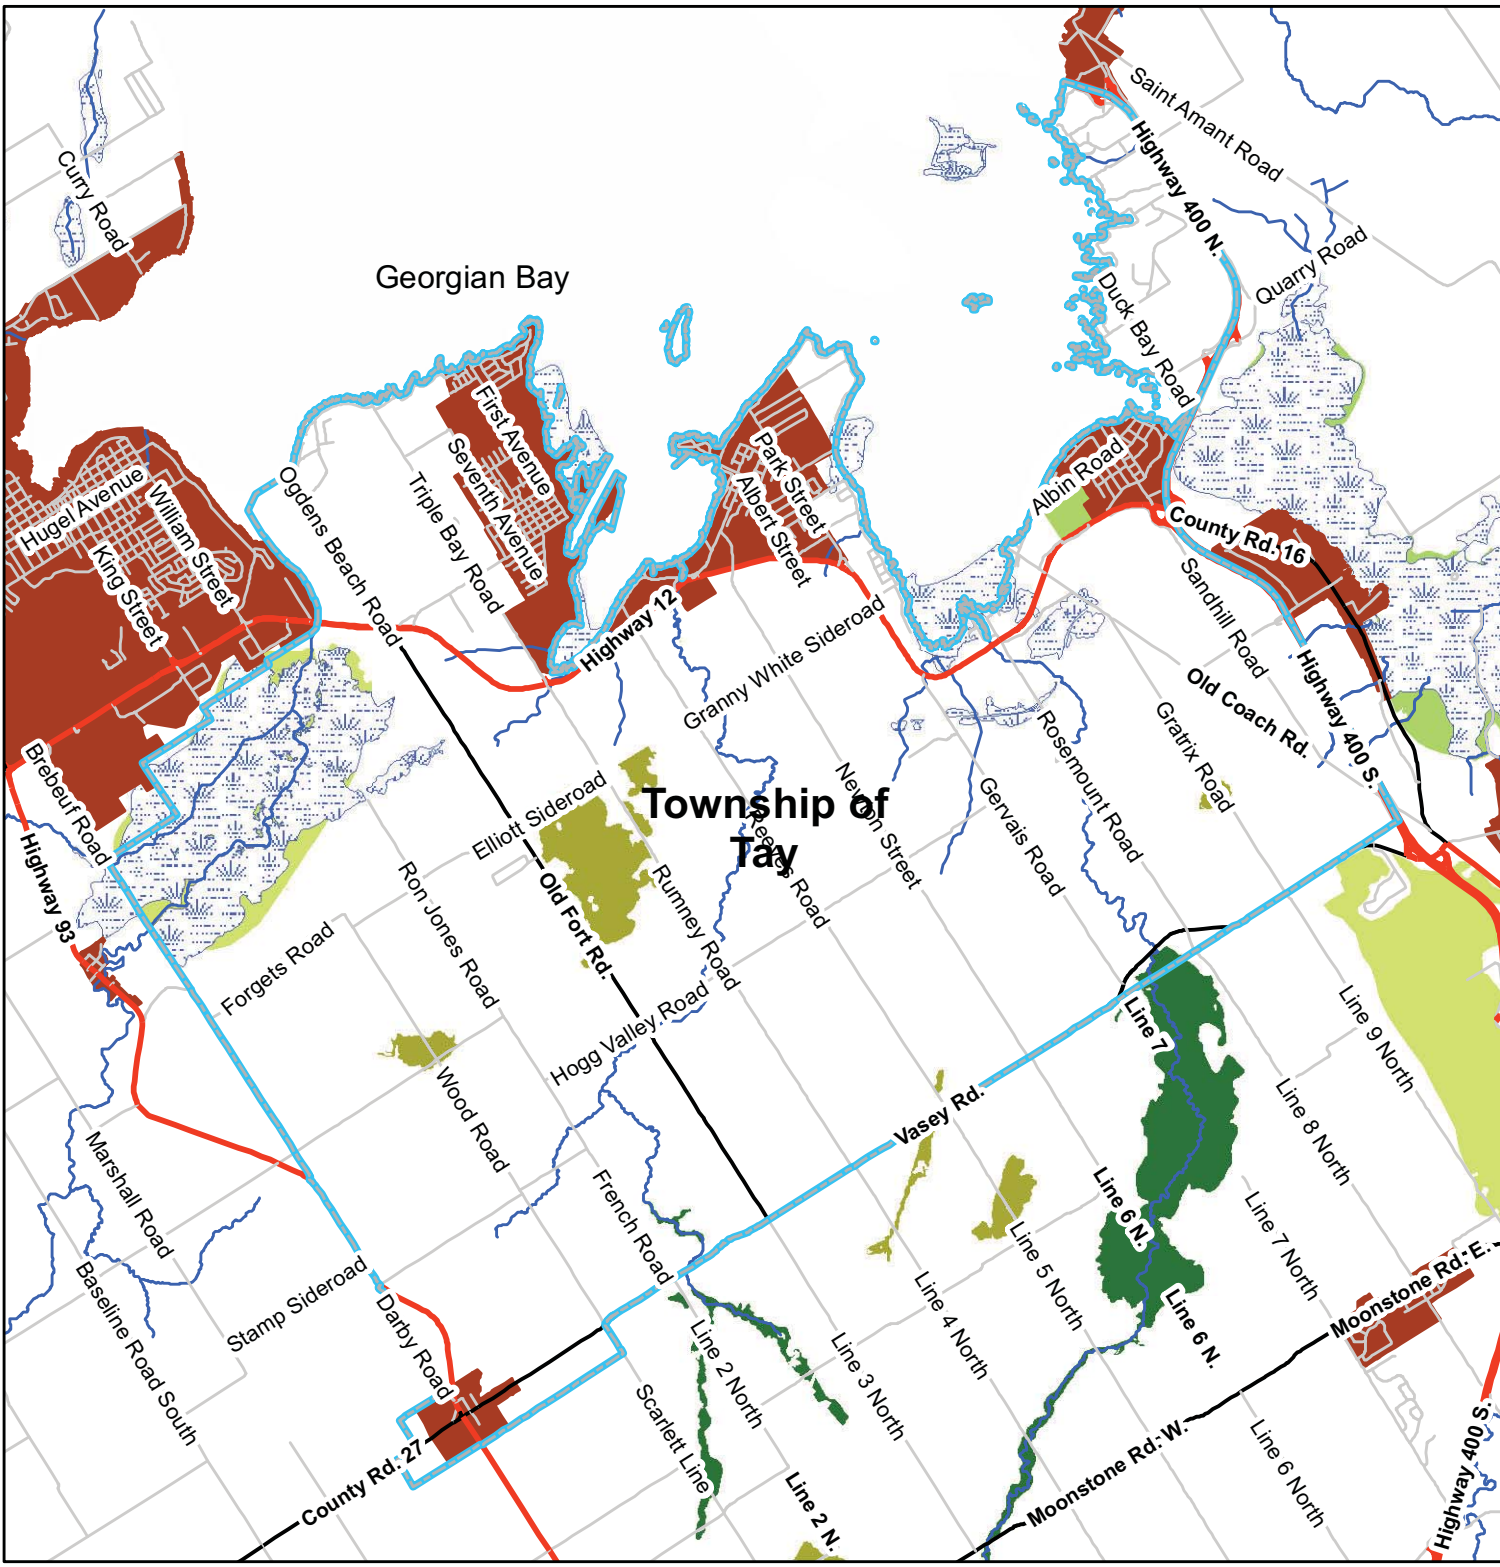 Saint Amant Road
Curry Road
Highway 400 N.
Quarry Road
Georgian Bay
Duck Bay Road
First Avenue
Seventh Avenue
Park Street
Albert Street
Albin Road
Hugel Avenue
William Street
King Street
Ogdens Beach Road
Triple Bay Road
County Rd. 16
Sandhill Road
Highway 12
Granny White Sideroad
Old Coach Rd.
Highway 400 S.
Gratrix Road
Rosemount Road
Brebeuf Road
Highway 93
Elliott Sideroad
Township of
Tay
Newton Street
Reeves Road
Gervais Road
Ron Jones Road
Old Fort Rd.
Rumney Road
Forgets Road
Hogg Valley Road
Line 7
Line 9 North
Wood Road
Vasey Rd.
Line 8 North
Marshall Road
French Road
Line 6 N.
Line 7 North
Line 5 North
Baseline Road South
Stamp Sideroad
Darby Road
Line 4 North
Line 6 N.
Moonstone Rd. E.
Line 2 North
Line 3 North
Scarlett Line
County Rd. 27
Line 2 N.
Moonstone Rd. W.
Line 6 North
Highway 400 S.